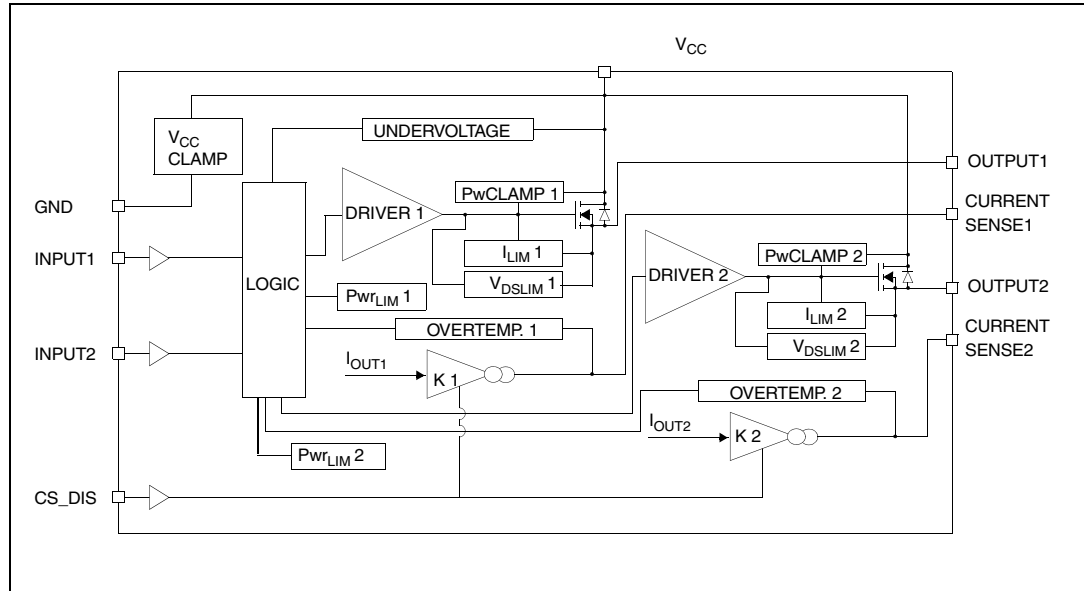 VCC
VCC
CLAMP
UNDERVOLTAGE
OUTPUT1
PwCLAMP 1
GND
DRIVER 1
CURRENT
SENSE1
INPUT1
ILIM 1
PwCLAMP 2
LOGIC
DRIVER 2
VDSLIM 1
OUTPUT2
PwrLIM 1
ILIM 2
OVERTEMP. 1
CURRENT
SENSE2
INPUT2
VDSLIM 2
IOUT1
K 1
OVERTEMP. 2
IOUT2
K 2
PwrLIM 2
CS_DIS